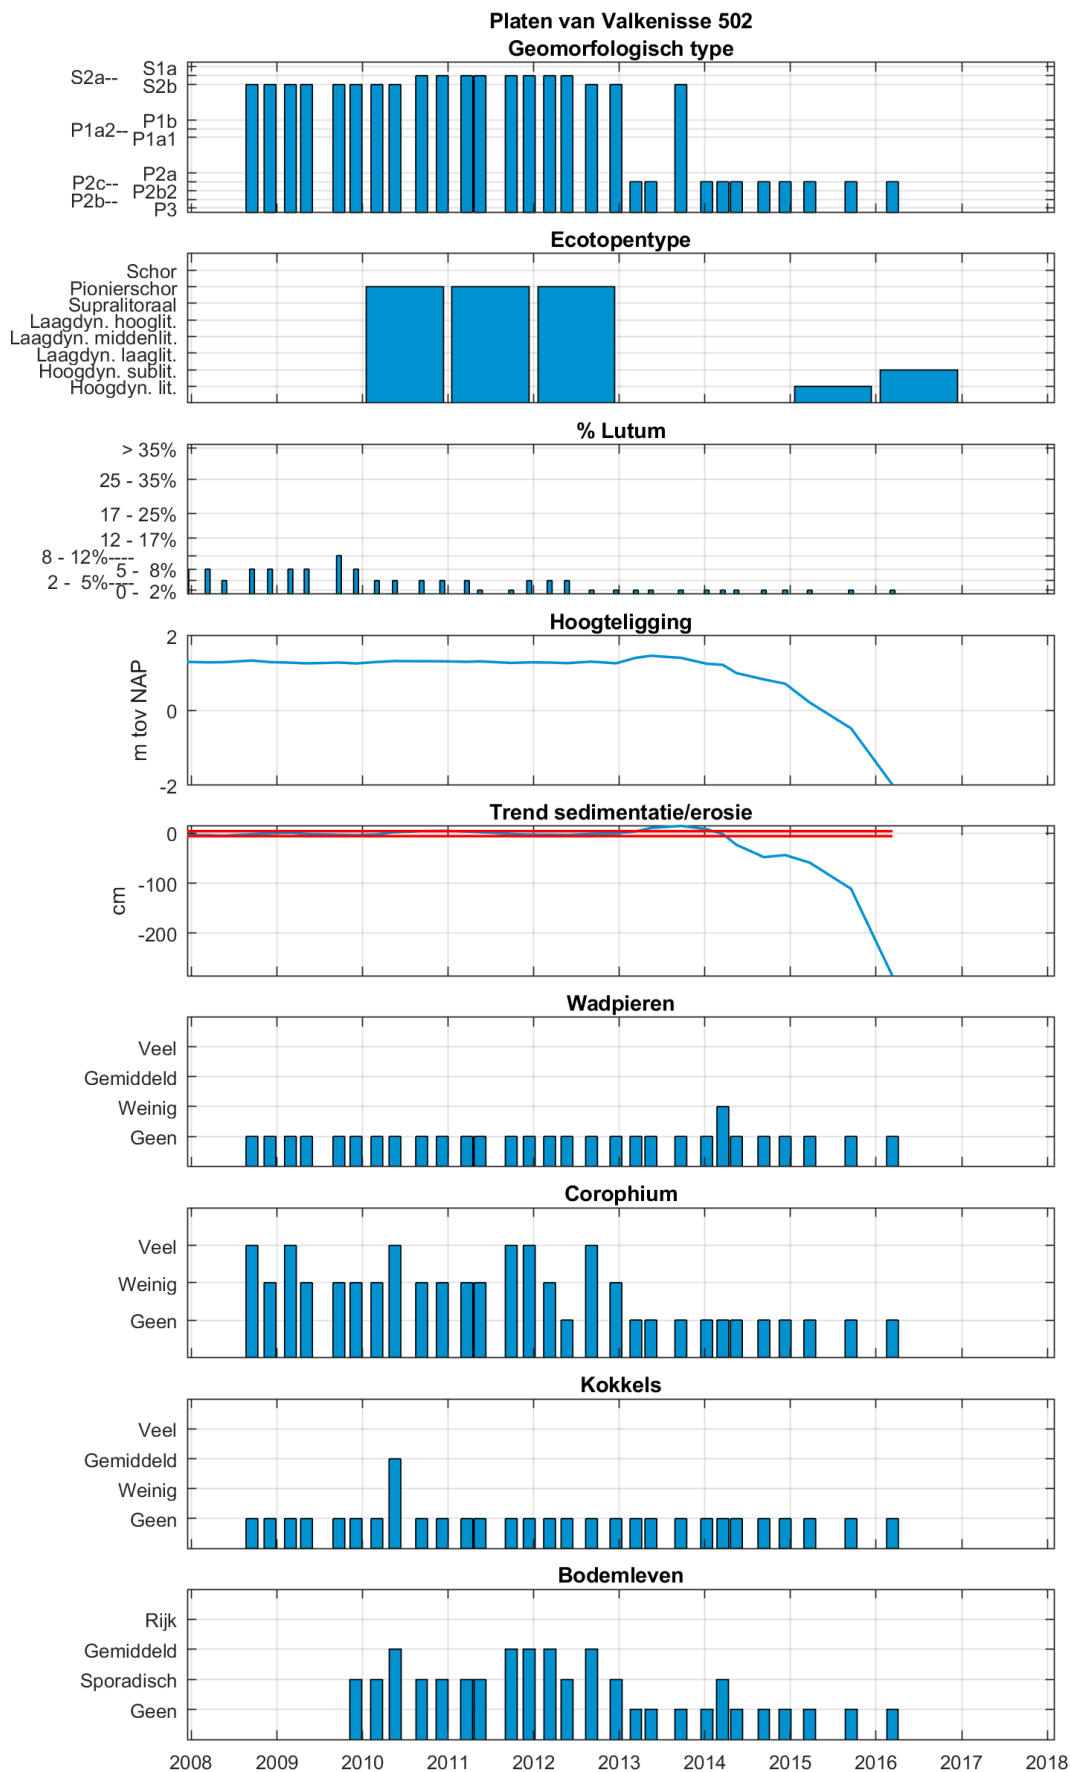 Platen van Valkenisse 502
Geomorfologisch type
S1a
S2a--
S2b
P1b
P1a2--
P1a1
P2a
P2c--
P2b2
P2b--
P3
Ecotopentype
Schor
Pionierschor
Supralitoraal
Laagdyn. hooglit.
Laagdyn. middenlit.
Laagdyn. laaglit.
Hoogdyn. sublit.
Hoogdyn. lit.
% Lutum
> 35%
25 - 35%
17 - 25%
12 - 17%
8 - 12%----
5 - 8%
2 - 5%----
0 - 2%
Hoogteligging
m tov NAP
2
0
-2
Trend sedimentatie/erosie
cm
0
-100
-200
Wadpieren
Veel
Gemiddeld
Weinig
Geen
Corophium
Veel
Weinig
Geen
Kokkels
Veel
Gemiddeld
Weinig
Geen
Bodemleven
Rijk
Gemiddeld
Sporadisch
Geen
2008 2009 2010 2011 2012 2013 2014 2015 2016 2017 2018